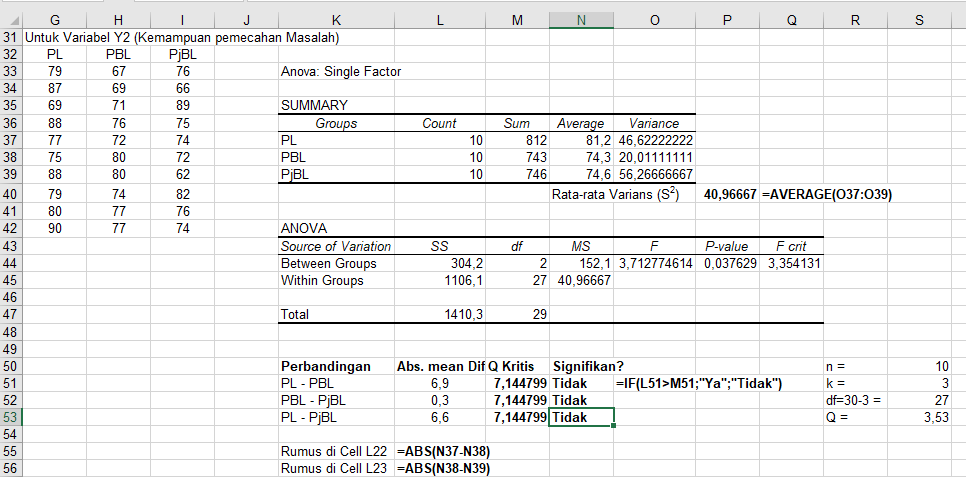 G H I J K L M N O P Q R S
31 Untuk Variabel Y2 (Kemampuan pemecahan Masalah)
32 PL PBL PjBL
33 79 67 76 Anova: Single Factor
34 87 69 66
35 69 71 89 SUMMARY
36 88 76 75 Groups Count Sum Average Variance
37 77 72 74 PL 10 812 81,2 46,62222222
38 75 80 72 PBL 10 743 74,3 20,01111111
39 88 80 62 PjBL 10 746 74,6 56,26666667
40 79 74 82 Rata-rata Varians (S²) 40,96667 =AVERAGE(O37:O39)
41 80 77 76
42 90 77 74 ANOVA
43 Source of Variation SS df MS F P-value F crit
44 Between Groups 304,2 2 152,1 3,712774614 0,037629 3,354131
45 Within Groups 1106,1 27 40,96667
46
47 Total 1410,3 29
48
49
50 Perbandingan Abs. mean Dif Q Kritis Signifikan? n = 10
51 PL - PBL 6,9 7,144799 Tidak =IF(L51>M51;"Ya";"Tidak") k = 3
52 PBL - PjBL 0,3 7,144799 Tidak df=30-3 = 27
53 PL - PjBL 6,6 7,144799 Tidak Q = 3,53
54
55 Rumus di Cell L22 =ABS(N37-N38)
56 Rumus di Cell L23 =ABS(N38-N39)